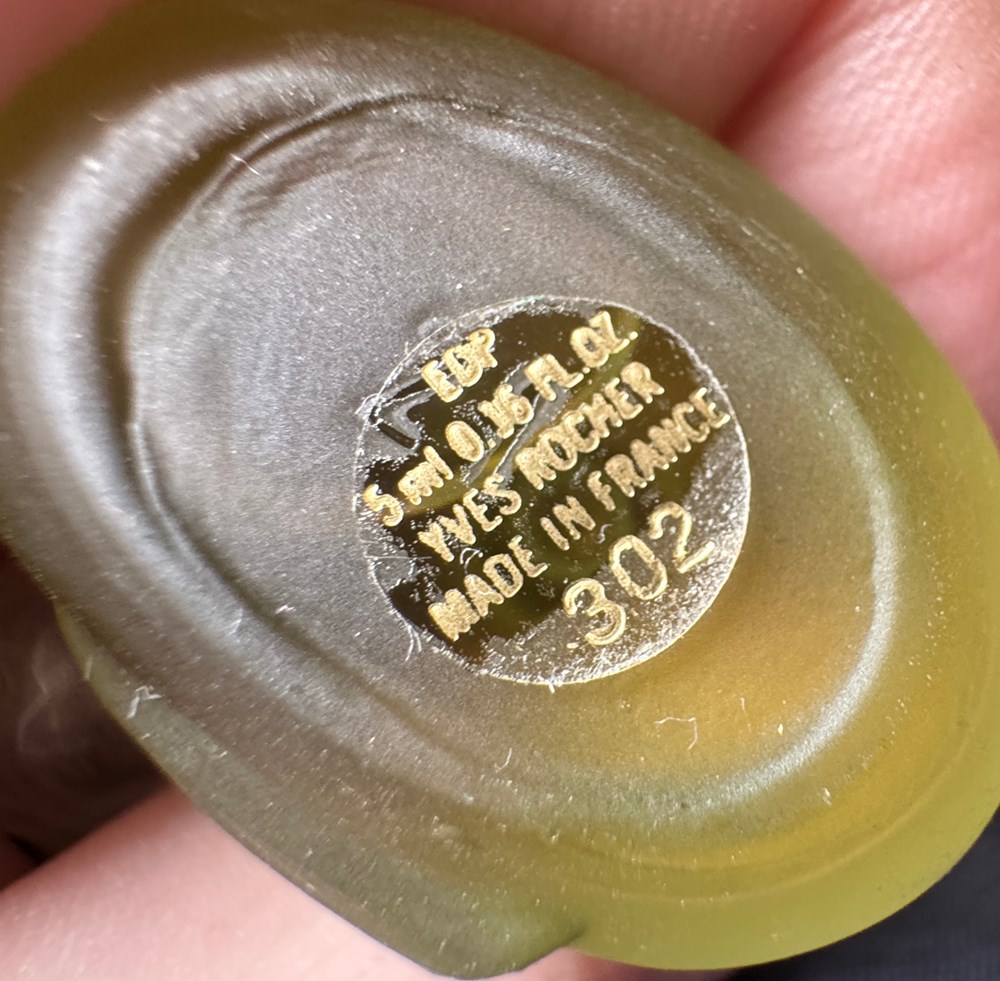 EDP
5 ml 0.16 FL.OZ.
YVES ROCHER
MADE IN FRANCE
302